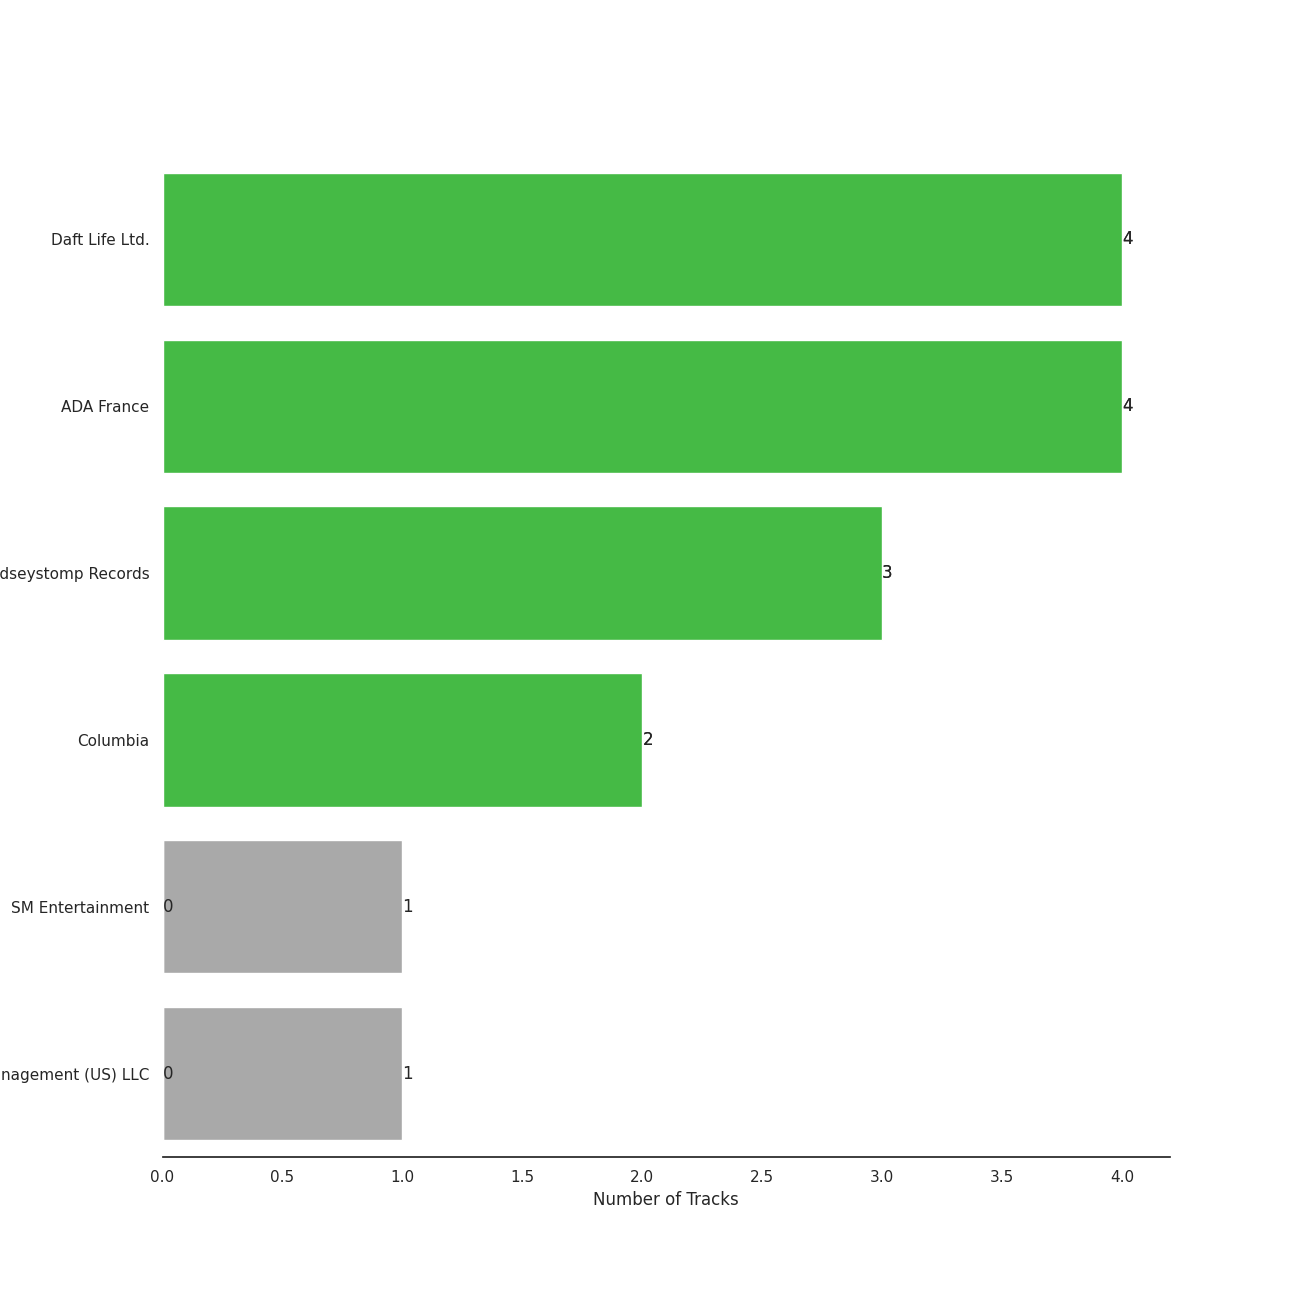 Daft Life Ltd. 4
ADA France 4
dseystomp Records 3
Columbia 2
SM Entertainment 0 1
nagement (US) LLC 0 1
0.0 0.5 1.0 1.5 2.0 2.5 3.0 3.5 4.0
Number of Tracks